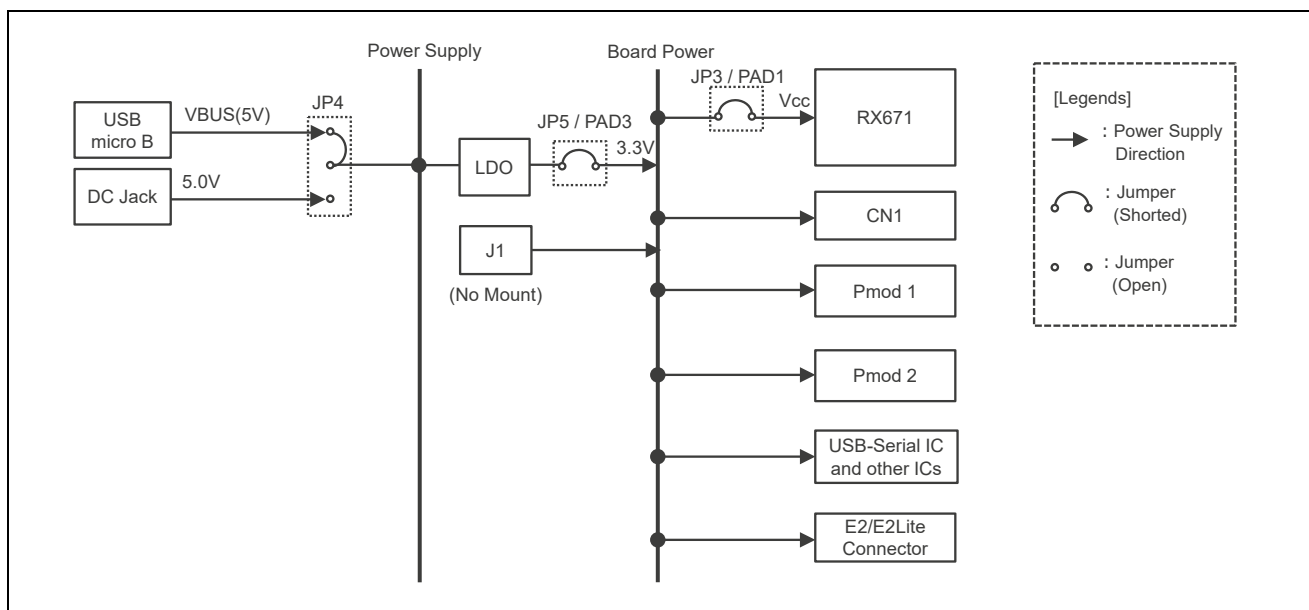 Power Supply
Board Power
USB
micro B
VBUS(5V)
JP4
DC Jack
5.0V
LDO
JP5 / PAD3
3.3V
J1
(No Mount)
JP3 / PAD1
Vcc
RX671
CN1
Pmod 1
Pmod 2
USB-Serial IC
and other ICs
E2/E2Lite
Connector
[Legends]
: Power Supply
Direction
: Jumper
(Shorted)
: Jumper
(Open)